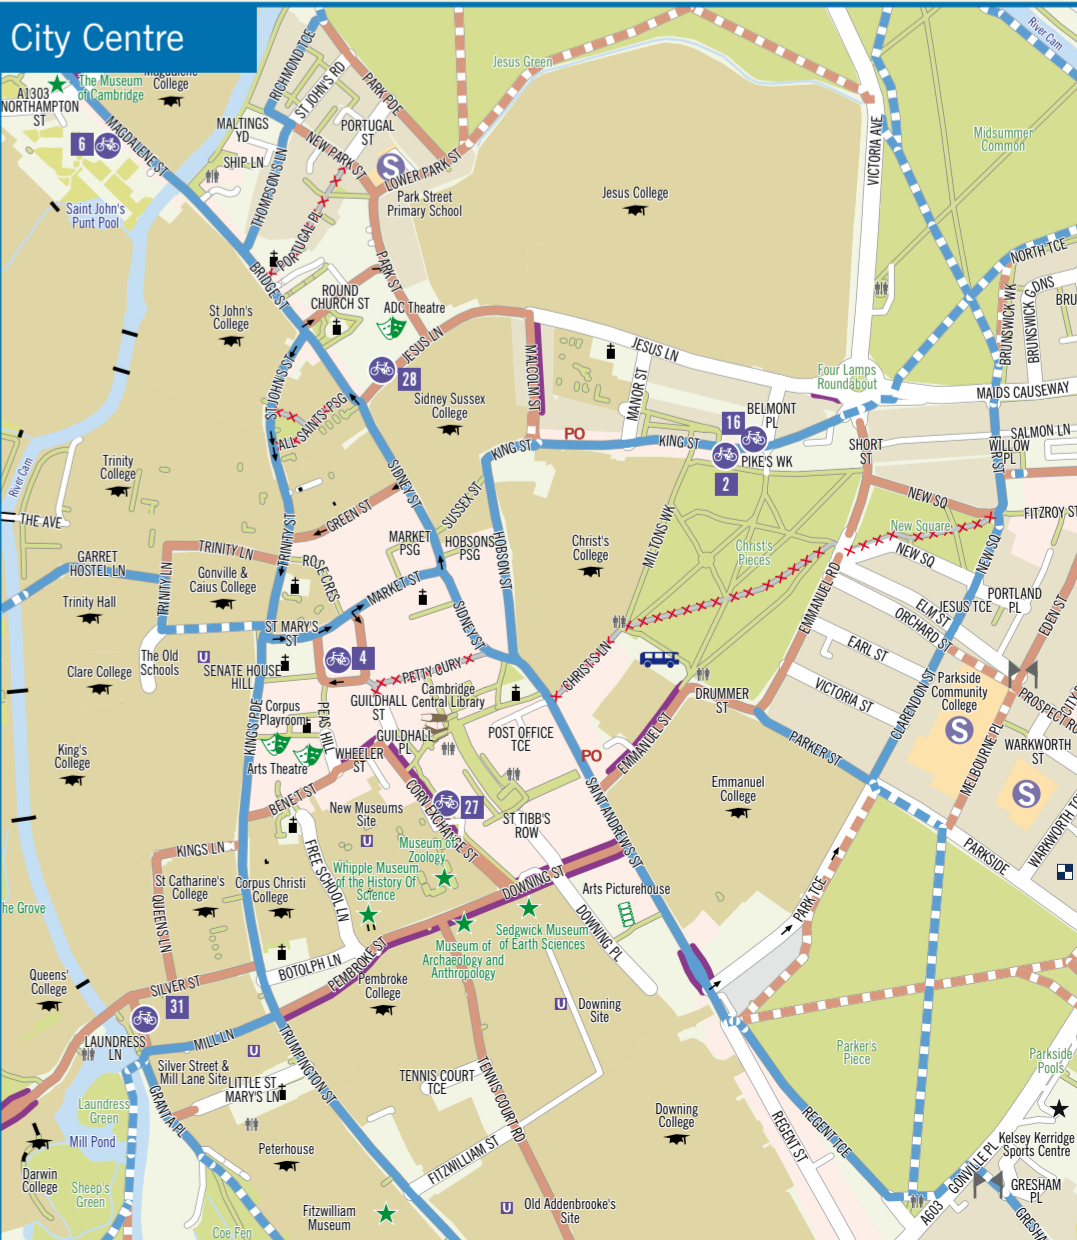 City Centre
The Museum
of Cambridge
Magdalene
College
A1303
NORTHAMPTON
ST
6
MAGDALENE ST
Saint John's
Punt Pool
RICHMOND TCE
ST JOHN'S RD
PARK PDE
MALTINGS
YD
PORTUGAL
ST
NEW PARK ST
SHIP LN
THOMPSON'S LN
S
LOWER PARK ST
Park Street
Primary School
PORTUGAL PL
Jesus Green
Jesus College
VICTORIA AVE
Midsummer
Common
River Cam
NORTH TCE
BRUNSWICK WK
BRUNSWICK GDNS
BRU
BRIDGE ST
PARK ST
ROUND
CHURCH ST
ADC Theatre
St John's
College
JESUS LN
28
Sidney Sussex
College
MALCOLM ST
JESUS LN
MANOR ST
Four Lamps
Roundabout
MAIDS CAUSEWAY
BELMONT
PL
16
ST JOHN'S ST
ALL SAINTS PSG
PO
KING ST
KING ST
PIKE'S WK
2
SHORT
ST
SALMON LN
WILLOW
PL
Trinity
College
River Cam
THE AVE
SIDNEY ST
SUSSEX ST
NEW SQ
FITZROY ST
GREEN ST
New Square
TRINITY LN
TRINITY ST
ROSE CRES
MARKET
PSG
HOBSONS
PSG
HOBSON ST
Christ's
College
MILTONS WK
Christ's
Pieces
NEW SQ
NEW SQ
GARRET
HOSTEL LN
Gonville &
Caius College
TRINITY LN
MARKET ST
Trinity Hall
JESUS TCE
PORTLAND
PL
ELM ST
ORCHARD ST
EDEN ST
EMMANUEL RD
ST MARY'S
ST
SIDNEY ST
The Old
Schools
U
SENATE HOUSE
HILL
4
PETTY CURY
CHRIST'S LN
EARL ST
Clare College
DRUMMER
ST
VICTORIA ST
Parkside
Community
College
S
CLARENDON ST
PROSPECT RO
CITY R
GUILDHALL
ST
Cambridge
Central Library
Corpus
Playroom
KING'S PDE
PEAS HILL
GUILDHALL
PL
POST OFFICE
TCE
EMMANUEL ST
PARKER ST
MELBOURNE PL
WARKWORTH
ST
King's
College
Arts Theatre
WHEELER
ST
PO
S
BENET ST
New Museums
Site
CORN EXCHANGE ST
27
ST TIBB'S
ROW
SAINT ANDREW'S ST
Emmanuel
College
WARKWORTH TCE
PARKSIDE
U
Museum of
Zoology
KINGS LN
Whipple Museum
of the History Of
Science
FREE SCHOOL LN
DOWNING ST
Arts Picturehouse
PARK TCE
St Catharine's
College
Corpus Christi
College
QUEENS LN
DOWNING PL
The Grove
Sedgwick Museum
of Earth Sciences
Museum of
Archaeology and
Anthropology
PEMBROKE ST
BOTOLPH LN
Queens'
College
SILVER ST
Pembroke
College
U
Downing
Site
31
LAUNDRESS
LN
MILL LN
U
Silver Street &
Mill Lane Site
LITTLE ST
MARY'S LN
TRUMPINGTON ST
TENNIS COURT
TCE
TENNIS COURT RD
Parker's
Piece
Parkside
Pools
Laundress
Green
GRANTA PL
Mill Pond
Downing
College
REGENT ST
REGENT TCE
Kelsey Kerridge
Sports Centre
Peterhouse
FITZWILLIAM ST
Darwin
College
Sheep's
Green
Coe Fen
Fitzwilliam
Museum
U
Old Addenbrooke's
Site
A603
GONVILLE PL
GRESHAM
PL
GRESHA